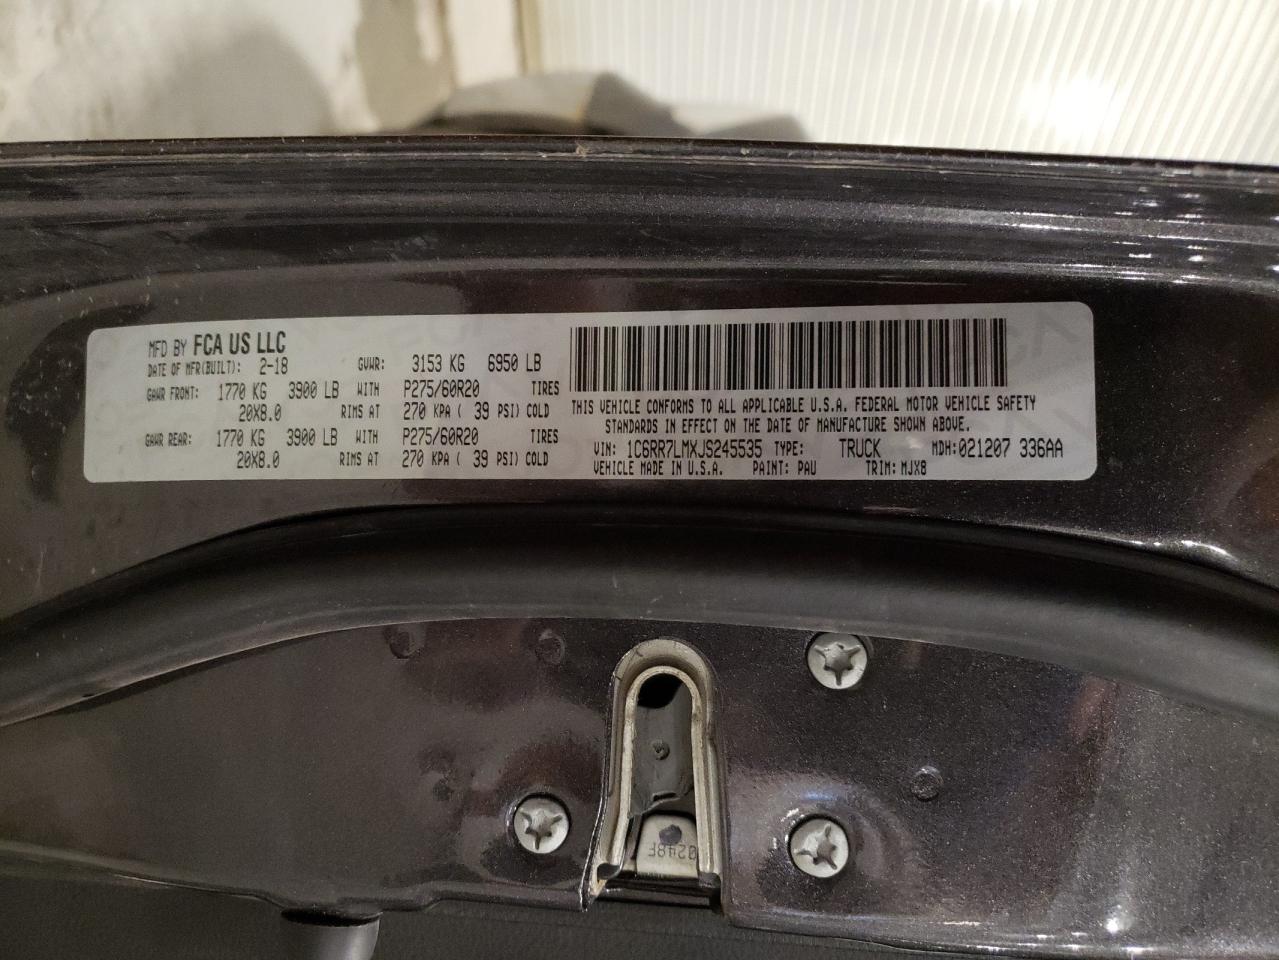 MFD BY FCA US LLC
DATE OF MFR(BUILT): 2-18 GVWR: 3153 KG 6950 LB
GAWR FRONT: 1770 KG 3900 LB WITH P275/60R20 TIRES
20X8.0 RIMS AT 270 KPA ( 39 PSI) COLD
GAWR REAR: 1770 KG 3900 LB WITH P275/60R20 TIRES
20X8.0 RIMS AT 270 KPA ( 39 PSI) COLD
THIS VEHICLE CONFORMS TO ALL APPLICABLE U.S.A. FEDERAL MOTOR VEHICLE SAFETY
STANDARDS IN EFFECT ON THE DATE OF MANUFACTURE SHOWN ABOVE.
VIN: 1C6RR7LMXJS245535 TYPE: TRUCK MDH:021207 336AA
VEHICLE MADE IN U.S.A. PAINT: PAU TRIM: MJX8
0248F